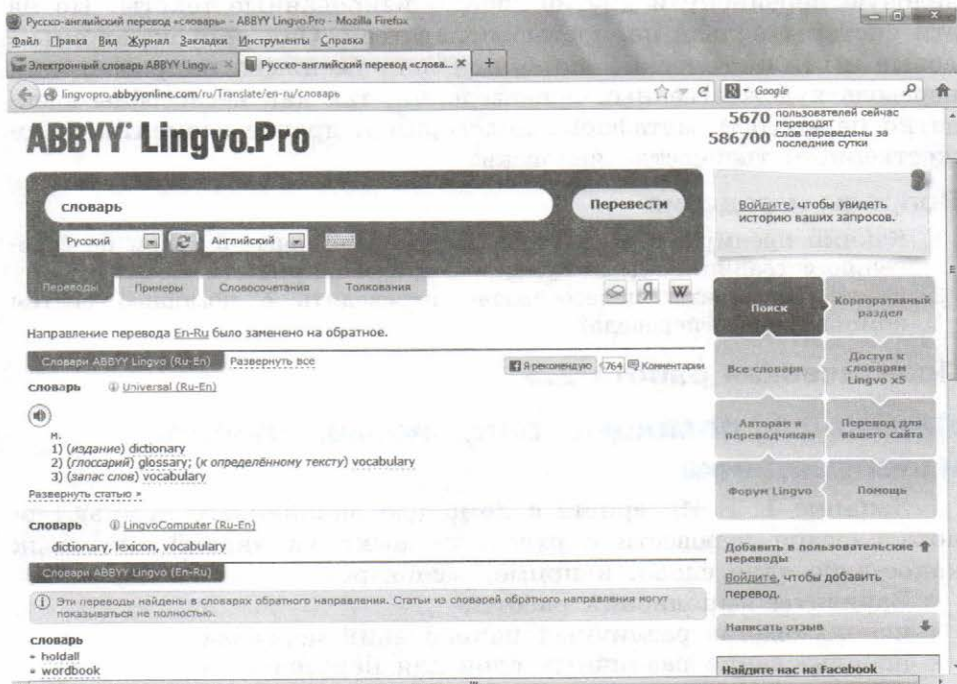 Русско-английский перевод «словарь» - ABBYY Lingvo.Pro - Mozilla Firefox
Файл Правка Вид Журнал Закладки Инструменты Справка
Электронный словарь ABBYY Lingv... × Русско-английский перевод «слова... × +
lingvopro.abbyyonline.com/ru/Translate/en-ru/словарь Google
ABBYY Lingvo.Pro
5670 пользователей сейчас переводят
586700 слов переведены за последние сутки
словарь Перевести
Русский Английский
Войдите, чтобы увидеть
историю ваших запросов.
Переводы Примеры Словосочетания Толкования
Я W
Направление перевода En-Ru было заменено на обратное.
Словари ABBYY Lingvo (Ru-En) Развернуть все
Я рекомендую 764 Комментарии
словарь Universal (Ru-En)
м.
1) (издание) dictionary
2) (глоссарий) glossary; (к определённому тексту) vocabulary
3) (запас слов) vocabulary
Развернуть статью »
словарь LingvoComputer (Ru-En)
dictionary, lexicon, vocabulary
Словари ABBYY Lingvo (En-Ru)
Эти переводы найдены в словарях обратного направления. Статьи из словарей обратного направления могут
показываться не полностью.
словарь
- holdall
- wordbook
Поиск
Корпоративный
раздел
Все словари
Доступ к
словарям
Lingvo x5
Авторам и
переводчикам
Перевод для
вашего сайта
Форум Lingvo
Помощь
Добавить в пользовательские
переводы
Войдите, чтобы добавить
перевод.
Написать отзыв
Найдите нас на Facebook